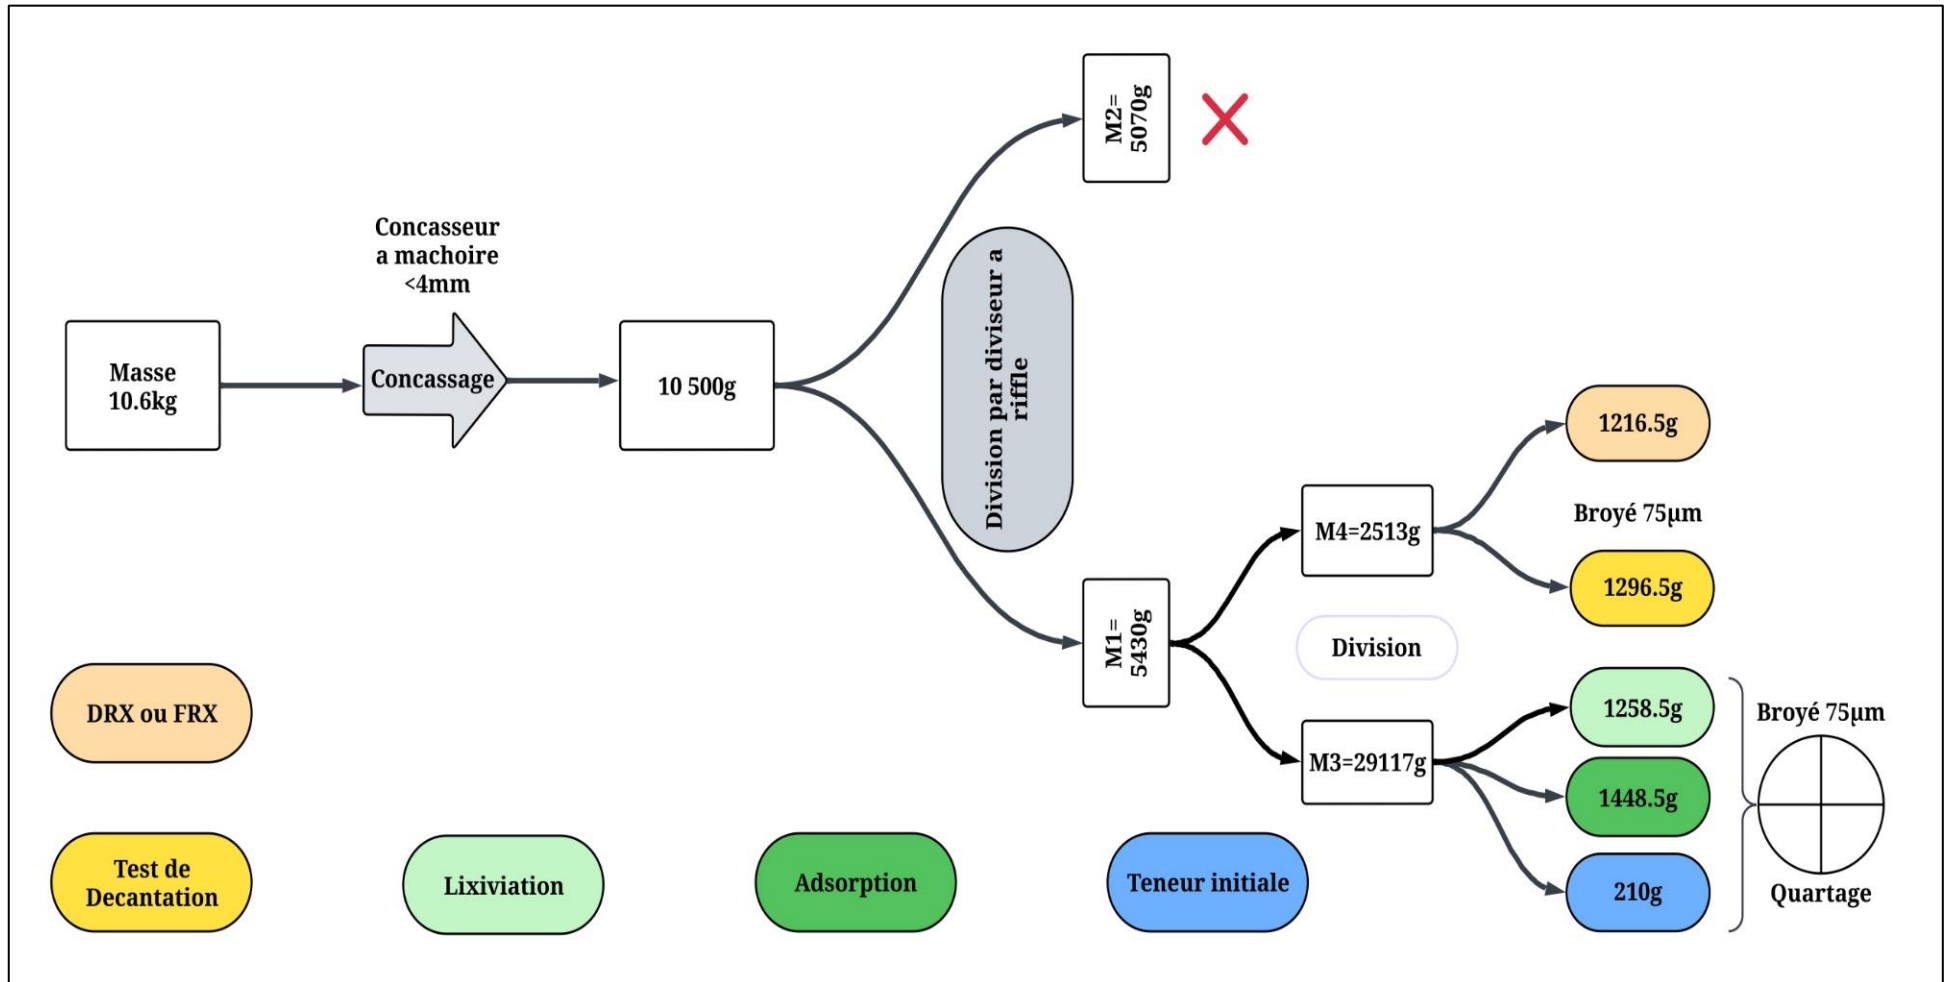 M2=
5070g
Concasseur
a machoire
<4mm
Masse
10.6kg
Concassage
10 500g
Division par diviseur a
riffle
1216.5g
M4=2513g
Broyé 75µm
1296.5g
M1=
5430g
Division
DRX ou FRX
1258.5g
Broyé 75µm
M3=29117g
1448.5g
Test de
Decantation
Lixiviation
Adsorption
Teneur initiale
210g
Quartage